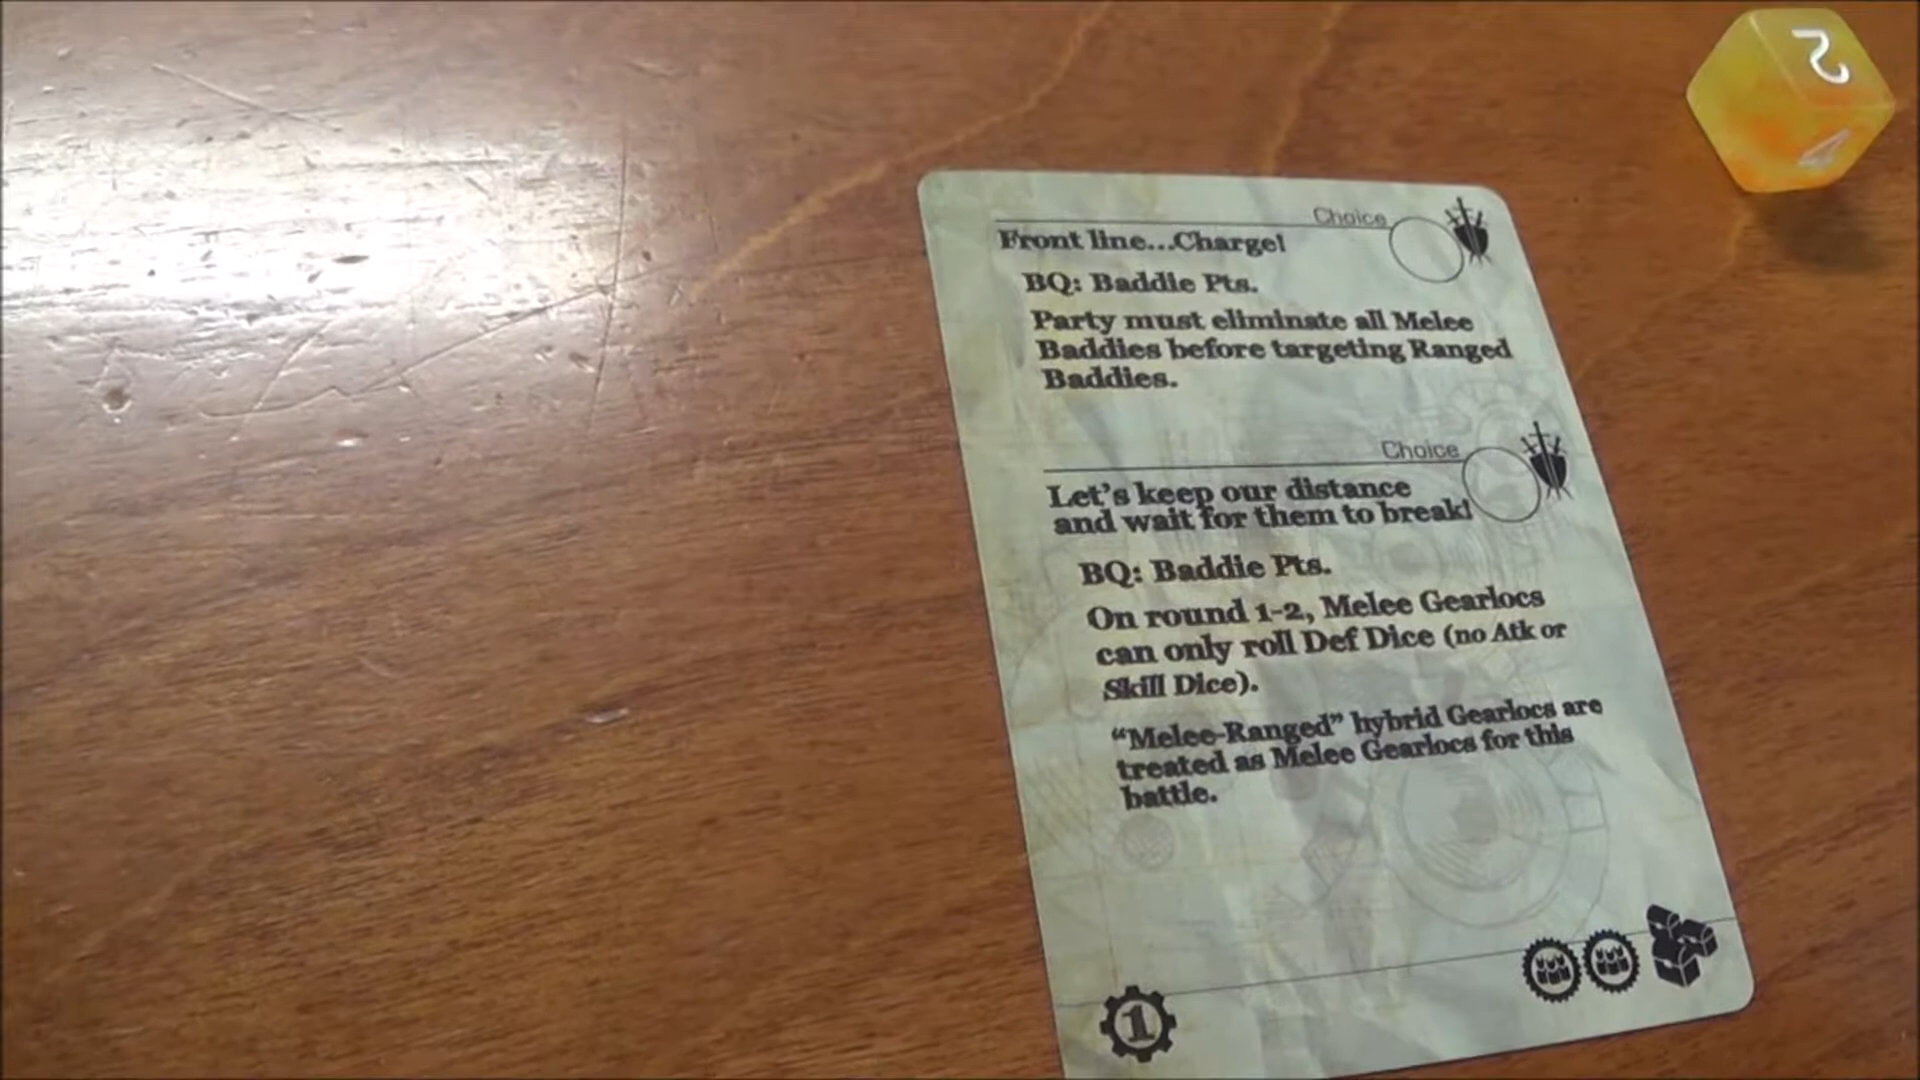 2
Choice
Front line...Charge!
BQ: Baddie Pts.
Party must eliminate all Melee
Baddies before targeting Ranged
Baddies.
Choice
Let's keep our distance
and wait for them to break!
BQ: Baddie Pts.
On round 1-2, Melee Gearlocs
can only roll Def Dice (no Atk or
Skill Dice).
“Melee-Ranged” hybrid Gearlocs are
treated as Melee Gearlocs for this
battle.
1